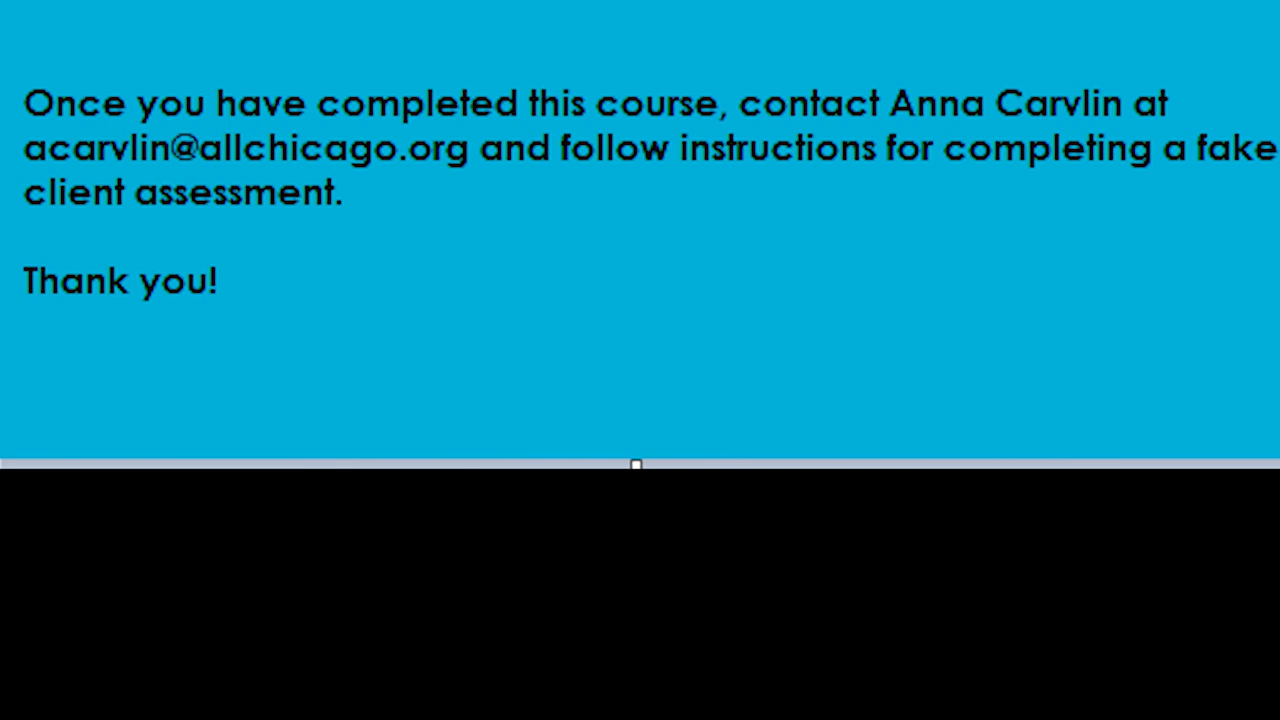 Once you have completed this course, contact Anna Carvlin at
acarvlin@allchicago.org and follow instructions for completing a fake
client assessment.
Thank you!